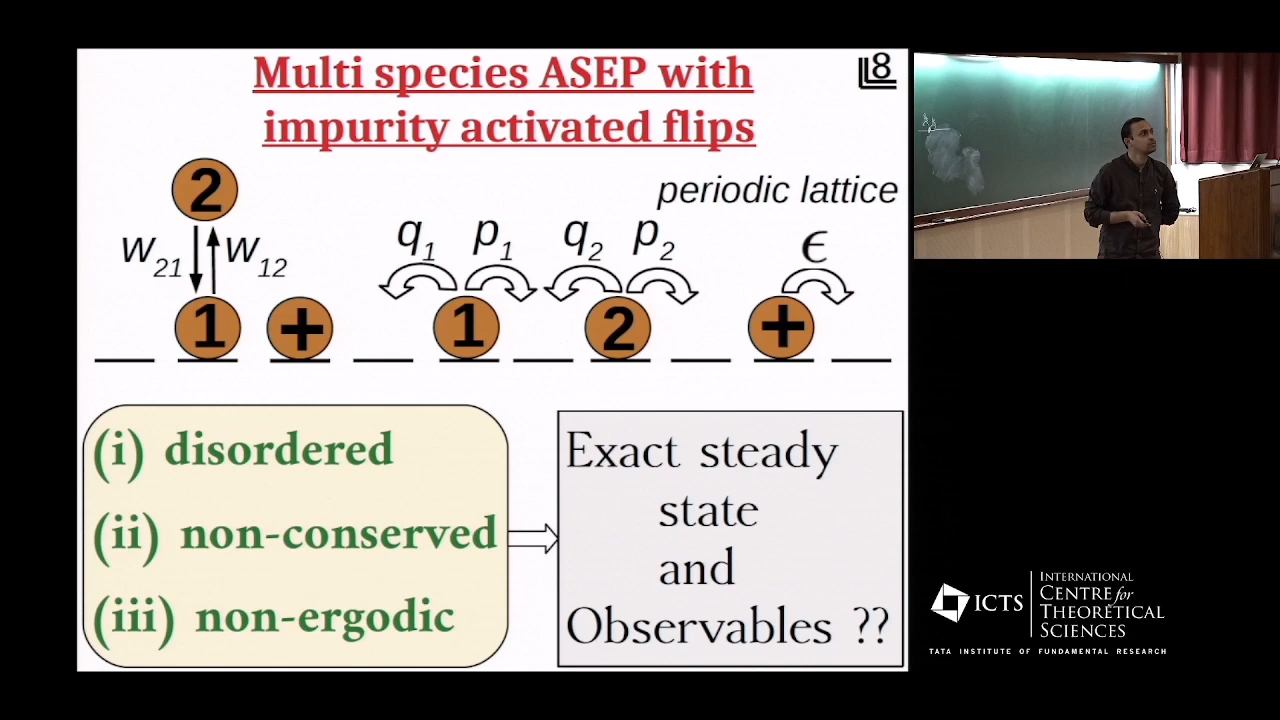 Multi species ASEP with
impurity activated flips
8
periodic lattice
2
w21 w12
q1 p1 q2 p2 ϵ
1 + 1 2 +
(i) disordered
(ii) non-conserved
(iii) non-ergodic
Exact steady
state
and
Observables ??
ICTS
INTERNATIONAL
CENTRE for
THEORETICAL
SCIENCES
TATA INSTITUTE OF FUNDAMENTAL RESEARCH